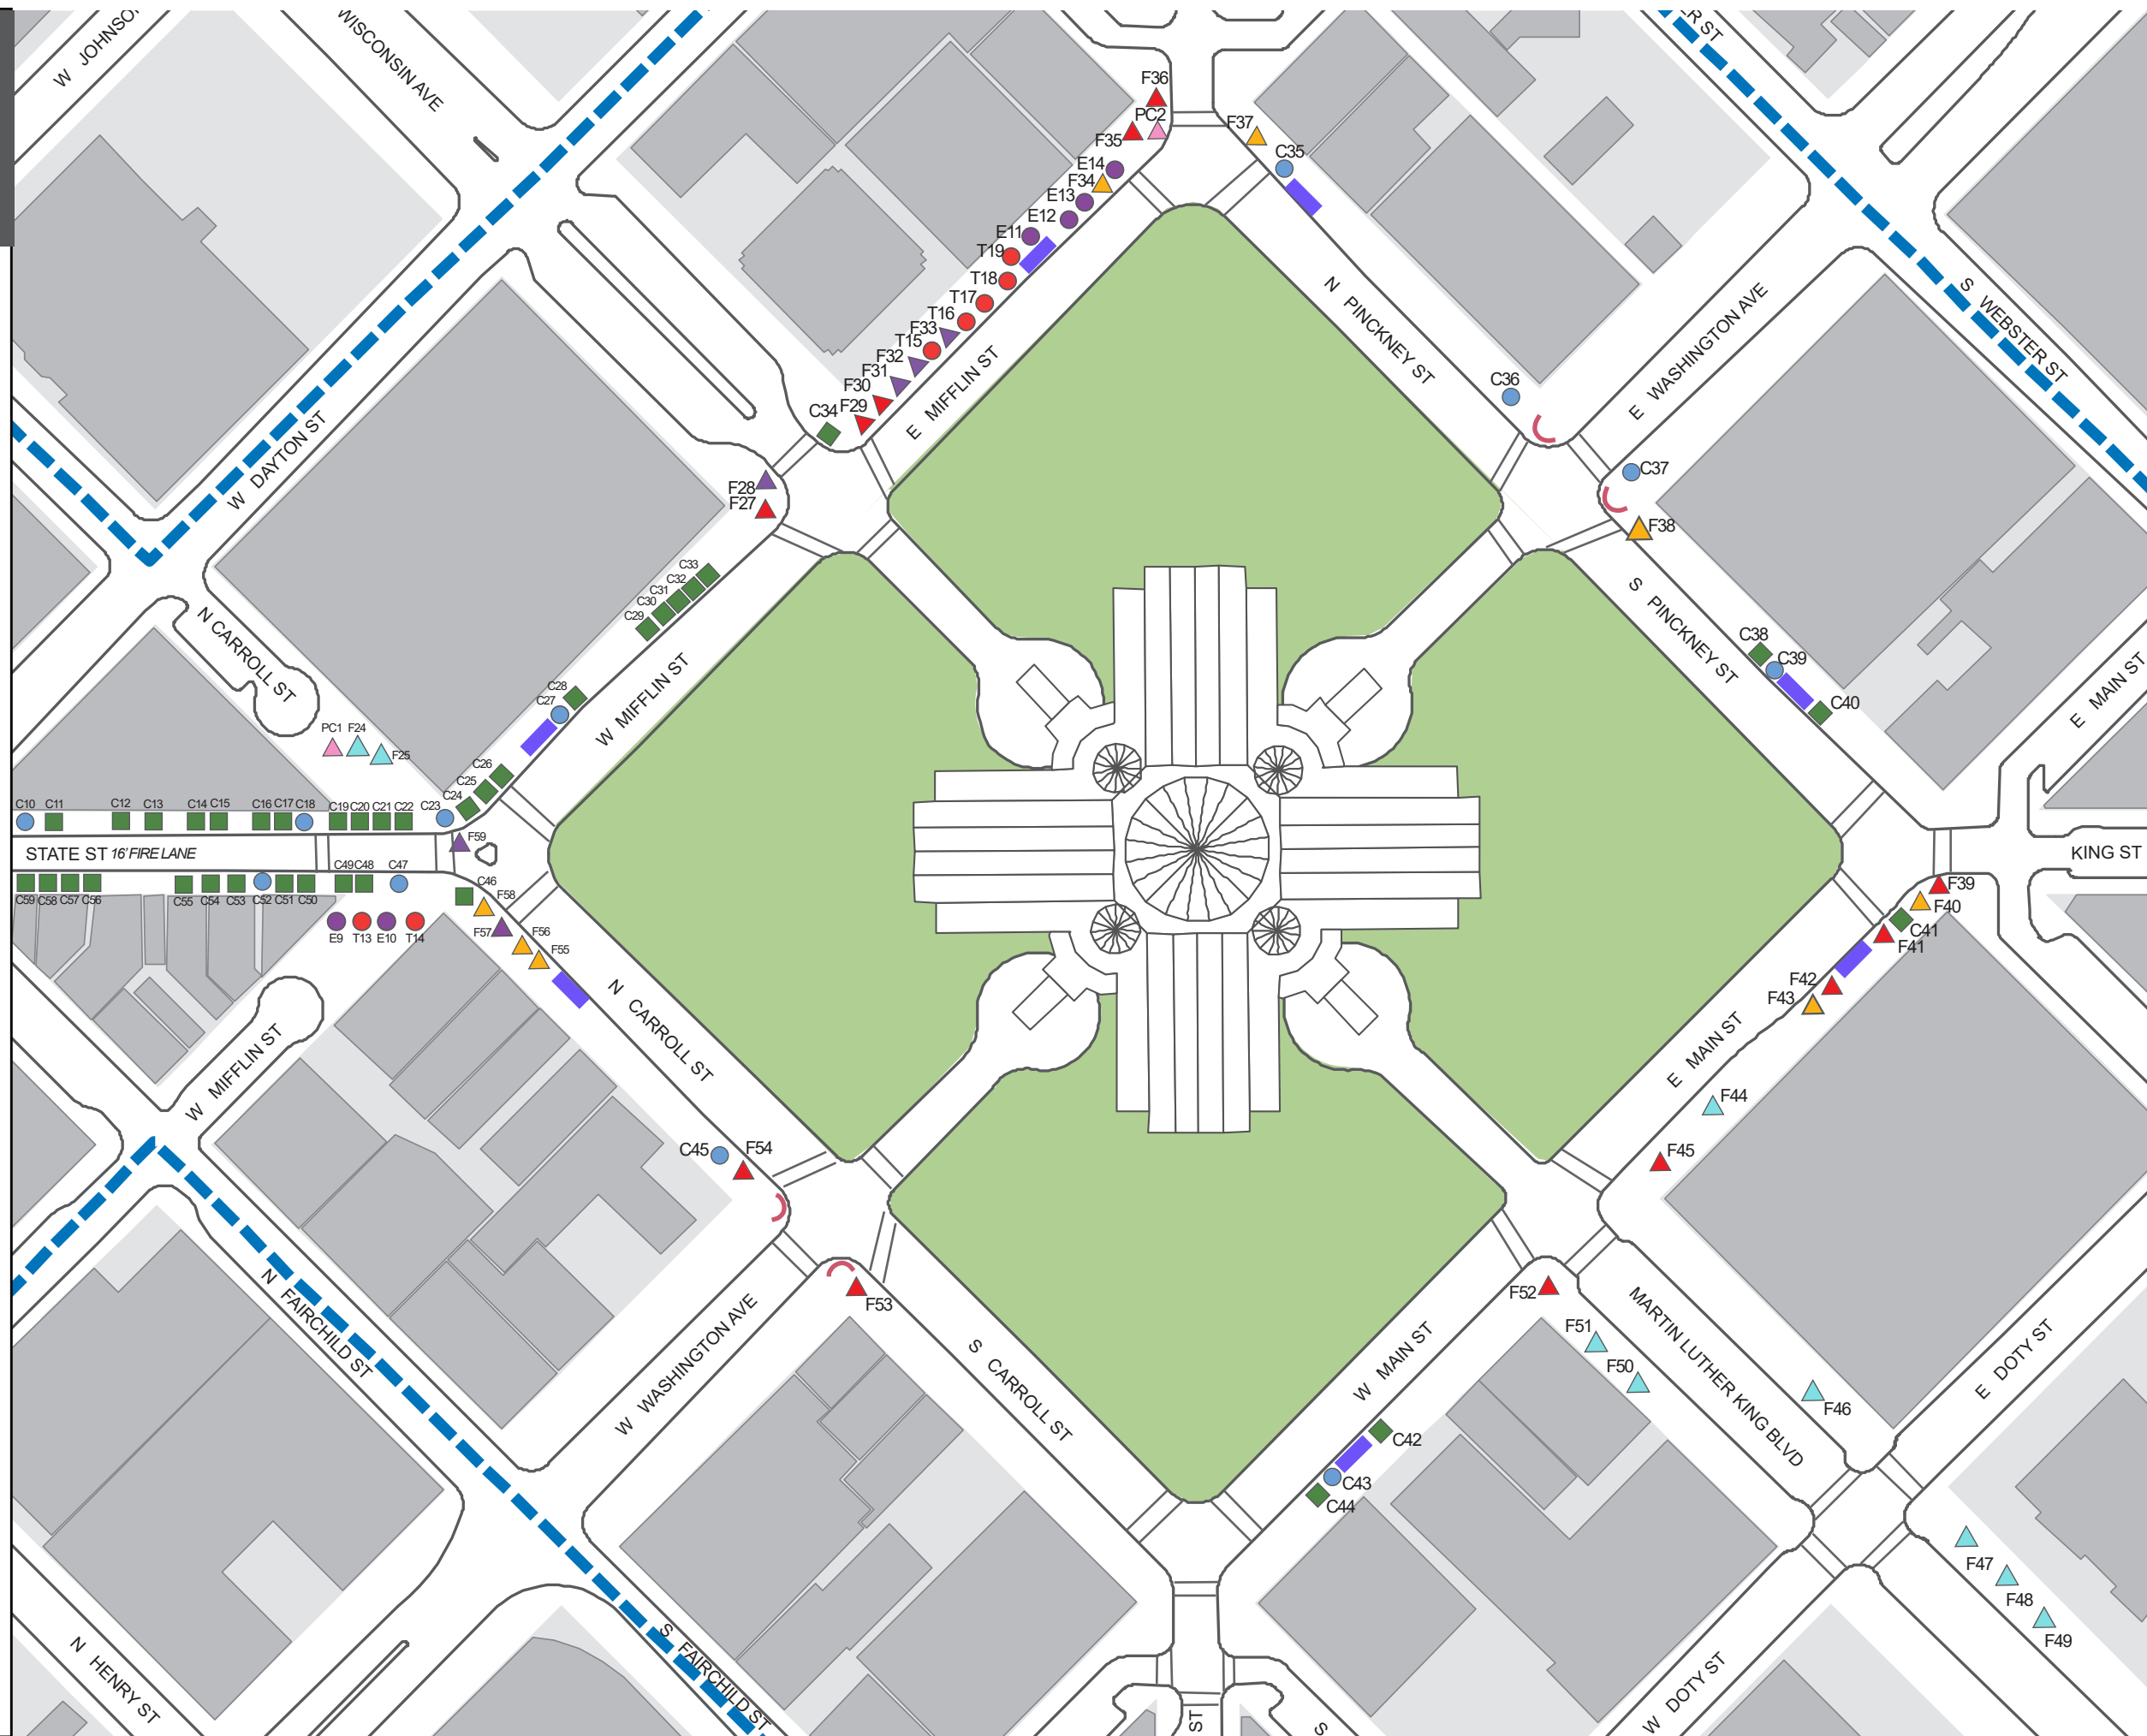 W JOHNSO
WISCONSIN AVE
ER ST
F36
PC2
F35
F37
E14
F34
C35
E13
E12
E11
T19
T18
T17
T16
F33
T15
F32
F31
F30
F29
C34
E MIFFLIN ST
N PINCKNEY ST
S WEBSTER ST
E WASHINGTON AVE
C36
C37
F38
W DAYTON ST
F28
F27
C33
C32
C31
C30
C29
N CARROLL ST
W MIFFLIN ST
S PINCKNEY ST
C38
C39
C40
E MAIN ST
C28
C27
PC1
F24
F25
C26
C25
C24
C23
C10
C11
C12
C13
C14
C15
C16
C17
C18
C19
C20
C21
C22
F59
STATE ST 16' FIRE LANE
KING ST
C49
C48
C47
C46
F58
C59
C58
C57
C56
C55
C54
C53
C52
C51
C50
E9
T13
E10
T14
F57
F56
F55
F39
F40
C41
F41
F42
F43
W MIFFLIN ST
N CARROLL ST
E MAIN ST
F44
F45
C45
F54
F53
F52
F51
F50
F46
N FAIRCHILD ST
W WASHINGTON AVE
S CARROLL ST
W MAIN ST
MARTIN LUTHER KING BLVD
E DOTY ST
C42
C43
C44
F47
F48
F49
N HENRY ST
S FAIRCHILD ST
ST
S
W DOTY ST